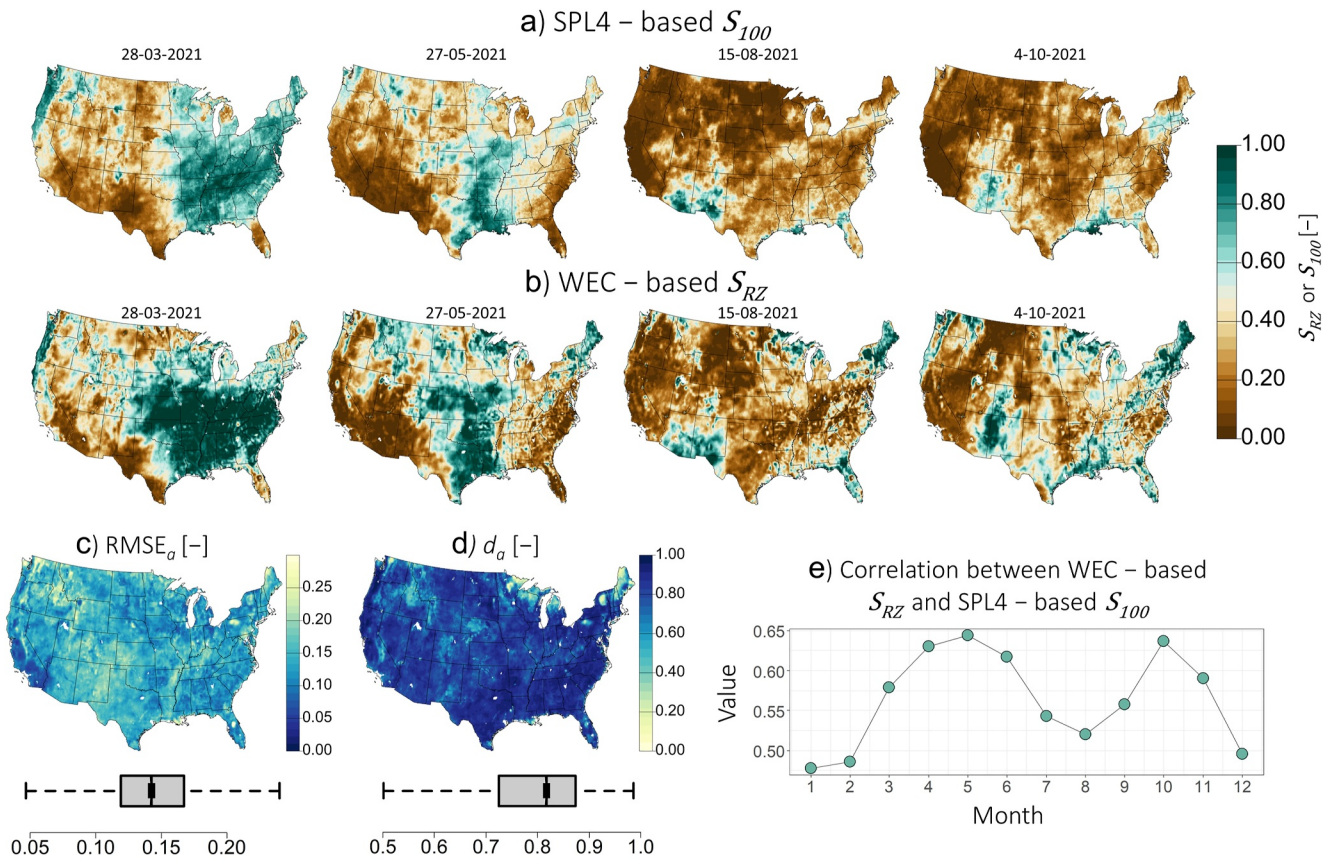 a) SPL4 – based S100
28-03-2021
27-05-2021
15-08-2021
4-10-2021
b) WEC – based SRZ
28-03-2021
27-05-2021
15-08-2021
4-10-2021
1.00
0.80
0.60
0.40
0.20
0.00
SRZ or S100 [–]
c) RMSEa [–]
0.25
0.20
0.15
0.10
0.05
0.00
0.05 0.10 0.15 0.20
d) da [–]
1.00
0.80
0.60
0.40
0.20
0.00
0.5 0.6 0.7 0.8 0.9 1.0
e) Correlation between WEC – based
SRZ and SPL4 – based S100
0.65
0.60
0.55
0.50
Value
1 2 3 4 5 6 7 8 9 10 11 12
Month